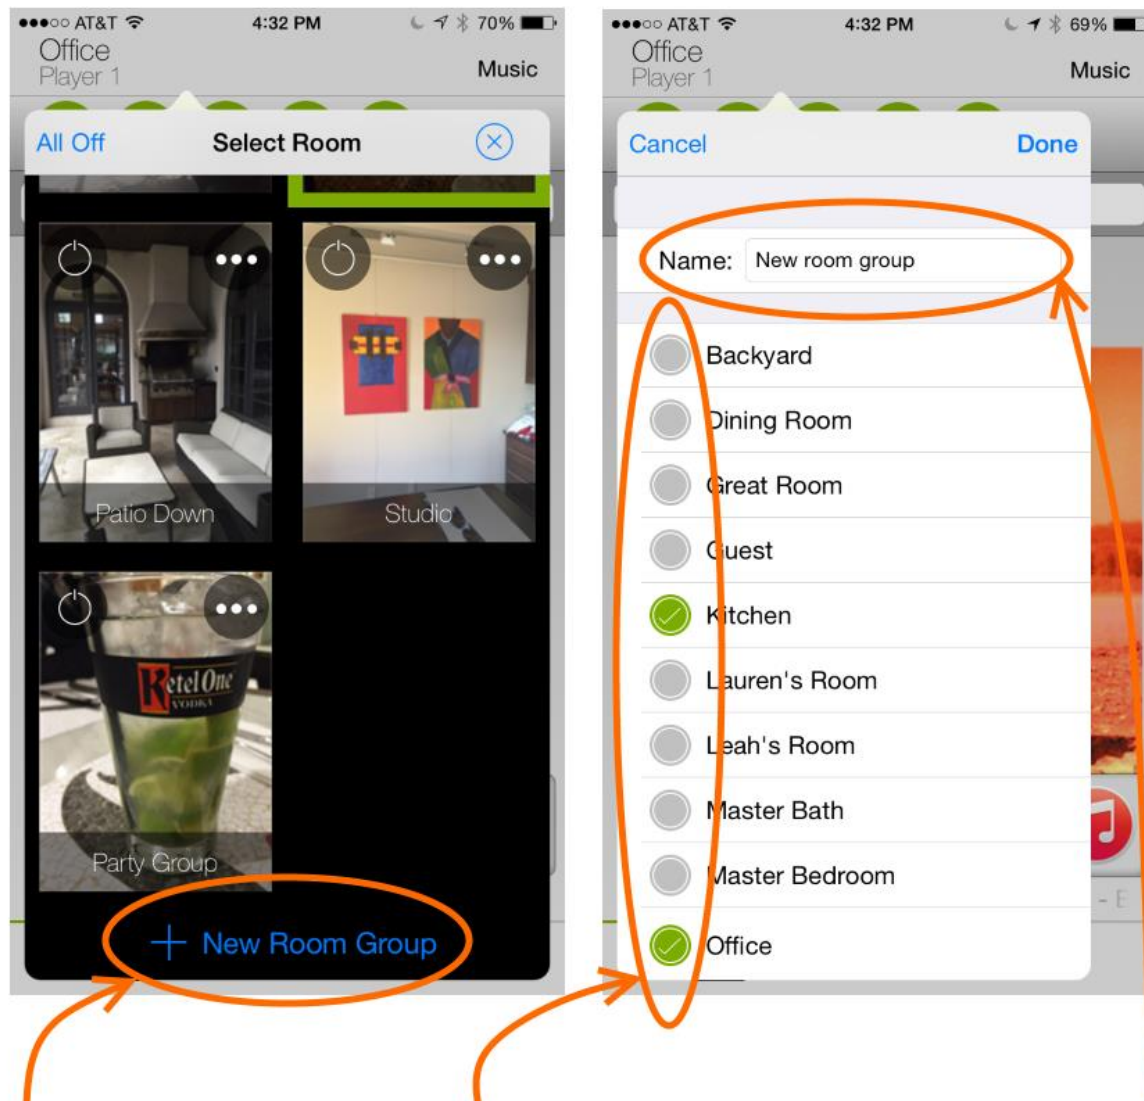 AT&T 4:32 PM 70%
Office
Player 1
Music
All Off Select Room
Patio Down
Studio
Ketel One
VODKA
Party Group
+ New Room Group
AT&T 4:32 PM 69%
Office
Player 1
Music
Cancel Done
Name: New room group
Backyard
Dining Room
Great Room
Guest
Kitchen
Lauren's Room
Leah's Room
Master Bath
Master Bedroom
Office
- E